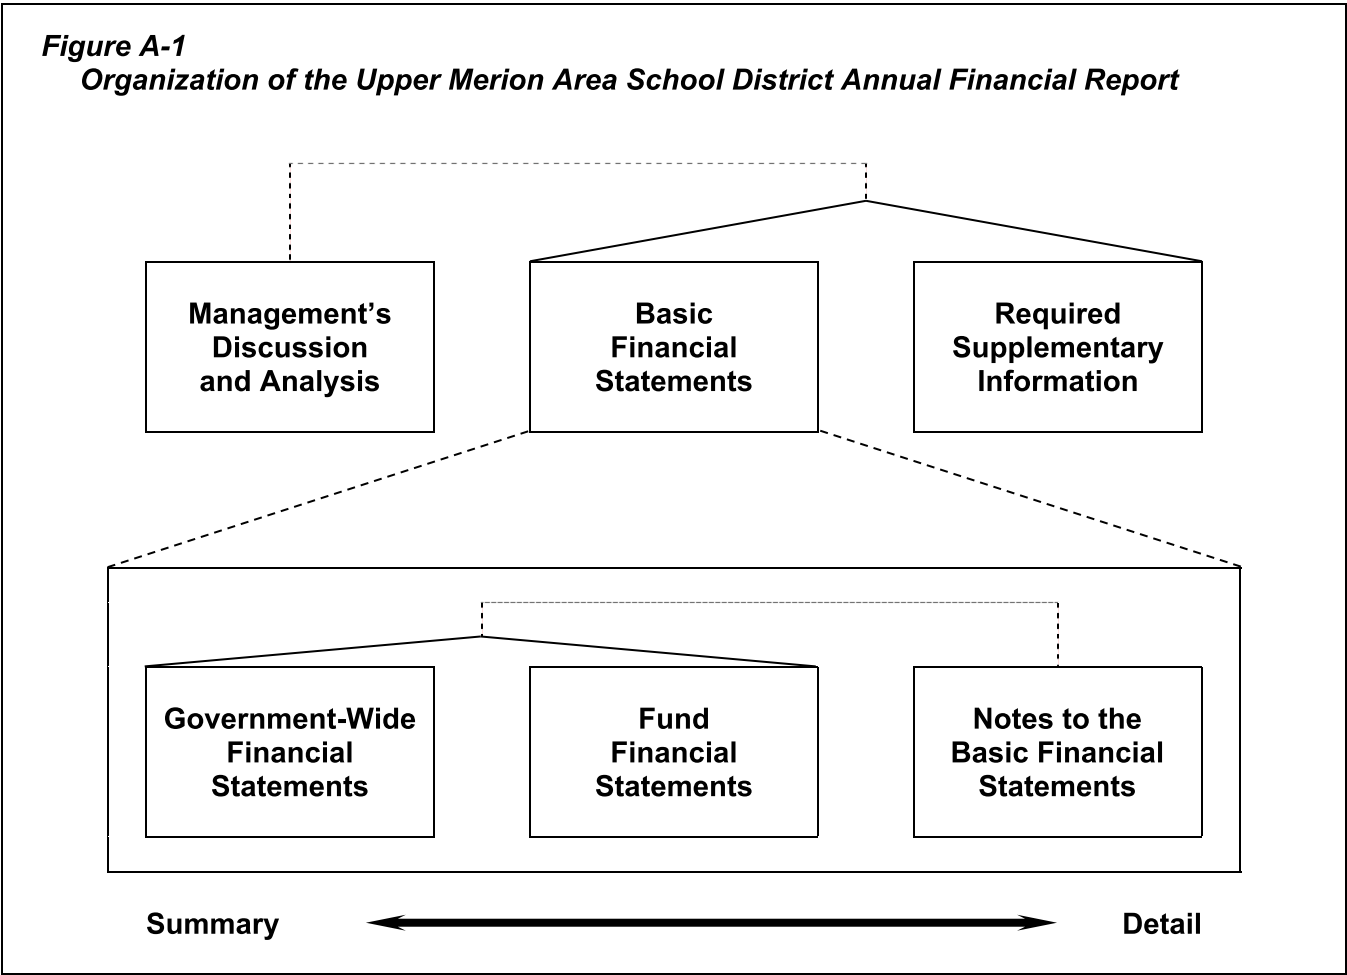 Figure A-1
Organization of the Upper Merion Area School District Annual Financial Report
Management’s
Discussion
and Analysis
Basic
Financial
Statements
Required
Supplementary
Information
Government-Wide
Financial
Statements
Fund
Financial
Statements
Notes to the
Basic Financial
Statements
Summary
Detail